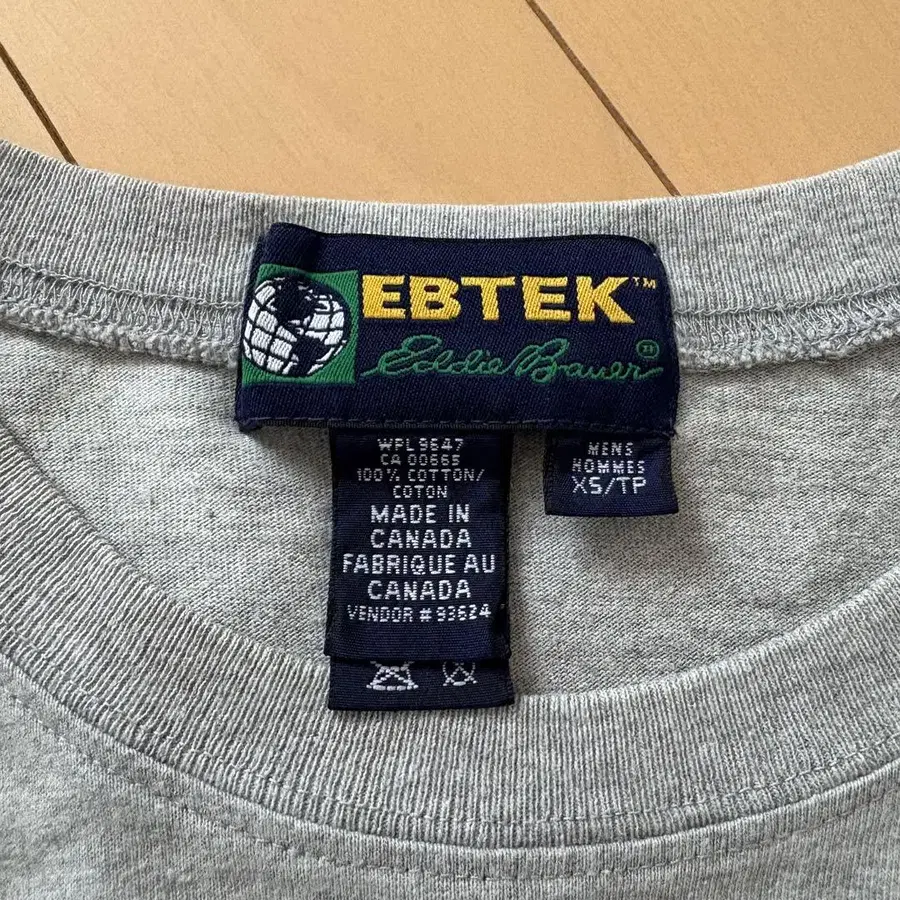 EBTEK™
Eddie Bauer®
WPL 9647
CA 00665
100% COTTON/
COTON
MADE IN
CANADA
FABRIQUE AU
CANADA
VENDOR # 93624
MENS
HOMMES
XS/TP